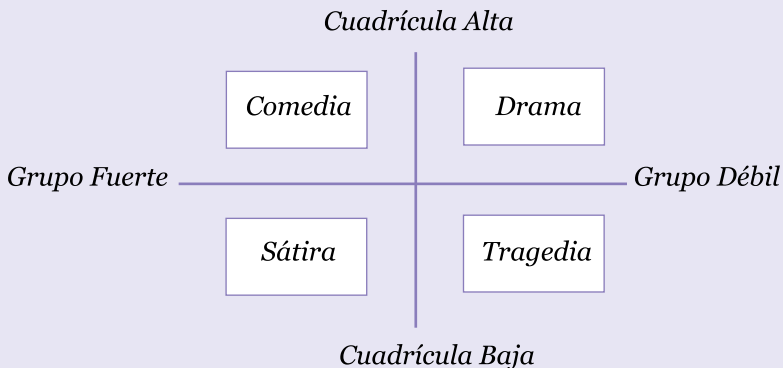 Cuadrícula Alta
Comedia
Drama
Grupo Fuerte
Grupo Débil
Sátira
Tragedia
Cuadrícula Baja